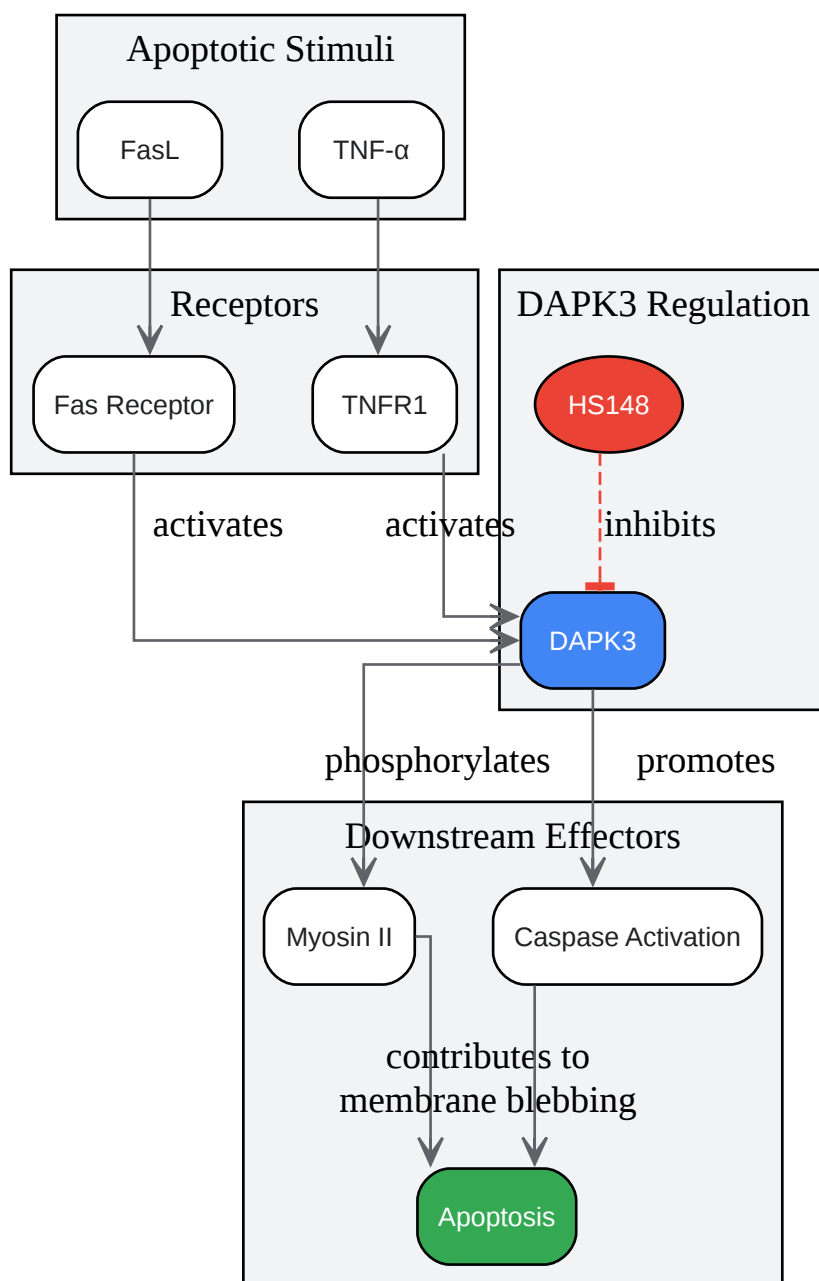 Apoptotic Stimuli
FasL
TNF-α
Receptors
DAPK3 Regulation
Fas Receptor
TNFR1
HS148
activates
activates
inhibits
DAPK3
phosphorylates
promotes
Downstream Effectors
Myosin II
Caspase Activation
contributes to
membrane blebbing
Apoptosis